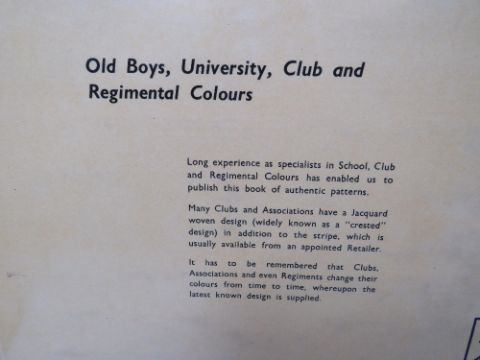 Old Boys, University, Club and
Regimental Colours
Long experience as specialists in School, Club
and Regimental Colours has enabled us to
publish this book of authentic patterns.
Many Clubs and Associations have a Jacquard
woven design (widely known as a "crested"
design) in addition to the stripe, which is
usually available from an appointed Retailer.
It has to be remembered that Clubs,
Associations and even Regiments change their
colours from time to time, whereupon the
latest known design is supplied.